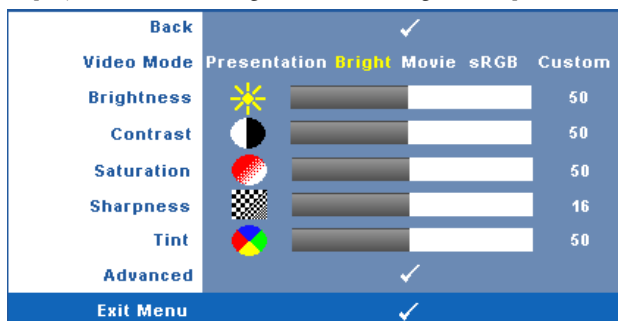 Back
Video Mode Presentation Bright Movie sRGB Custom
Brightness 50
Contrast 50
Saturation 50
Sharpness 16
Tint 50
Advanced
Exit Menu